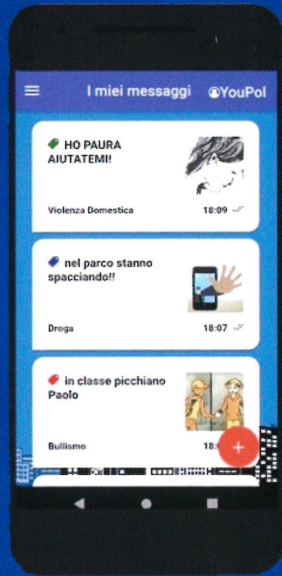 I miei messaggi YouPol
HO PAURA
AIUTATEMI!
Violenza Domestica 18:09
nel parco stanno
spacciando!!
Droga 18:07
in classe picchiano
Paolo
Bullismo